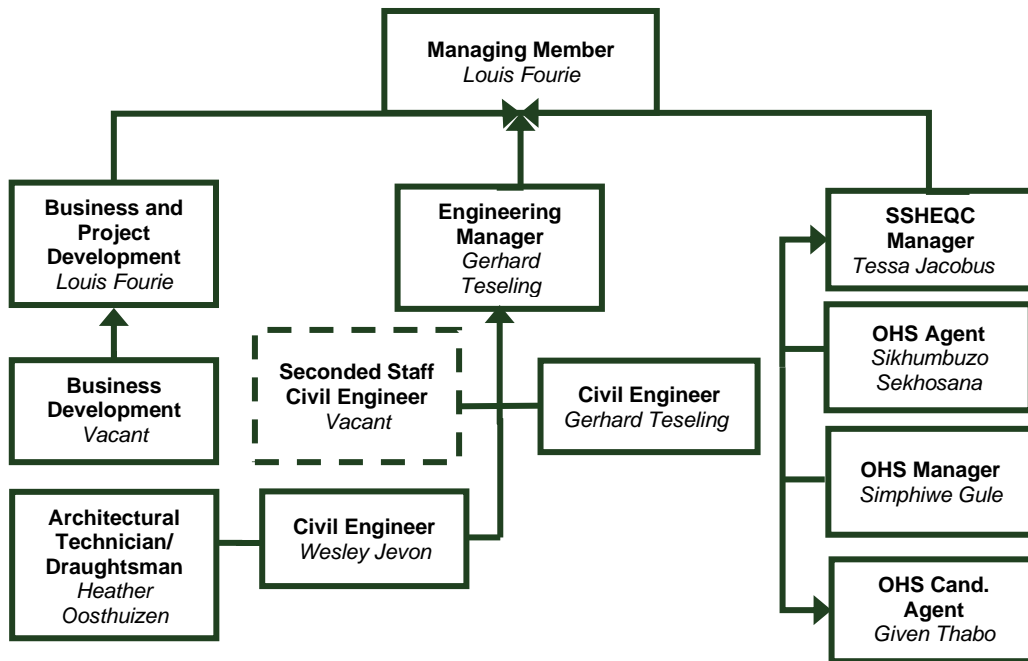 Managing Member
Louis Fourie
Business and
Project
Development
Louis Fourie
Engineering
Manager
Gerhard
Teseling
SSHEQC
Manager
Tessa Jacobus
Business
Development
Vacant
Seconded Staff
Civil Engineer
Vacant
Civil Engineer
Gerhard Teseling
OHS Agent
Sikhumbuzo
Sekhosana
OHS Manager
Simphiwe Gule
Architectural
Technician/
Draughtsman
Heather
Oosthuizen
Civil Engineer
Wesley Jevon
OHS Cand.
Agent
Given Thabo